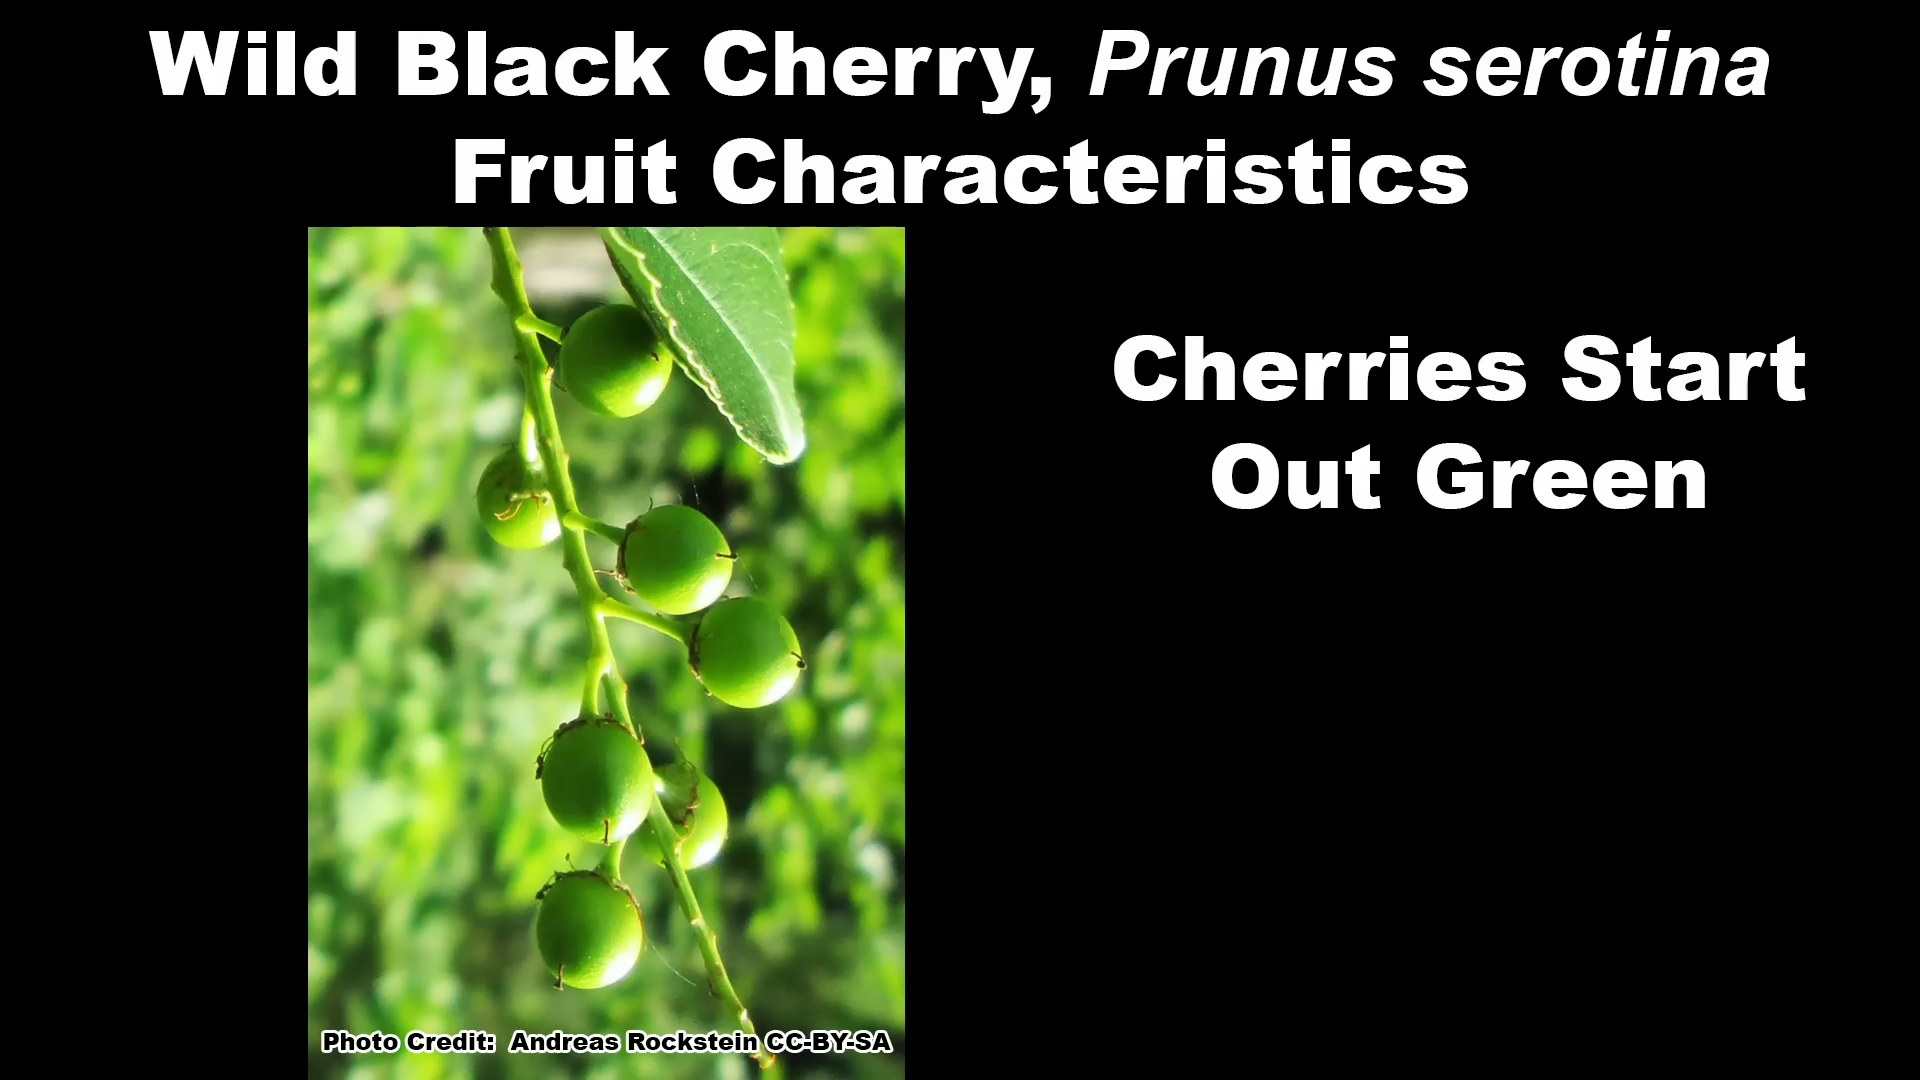 Wild Black Cherry, Prunus serotina
Fruit Characteristics
Cherries Start
Out Green
Photo Credit:  Andreas Rockstein CC-BY-SA